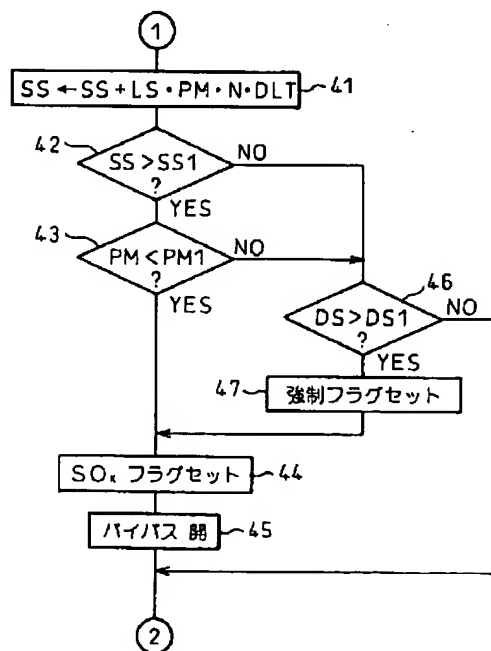 1
SS←SS+LS・PM・N・DLT
41
42
SS>SS1
?
NO
YES
43
PM<PM1
?
NO
YES
46
DS>DS1
?
NO
YES
47
強制フラグセット
SOx フラグセット
44
バイパス 開
45
2